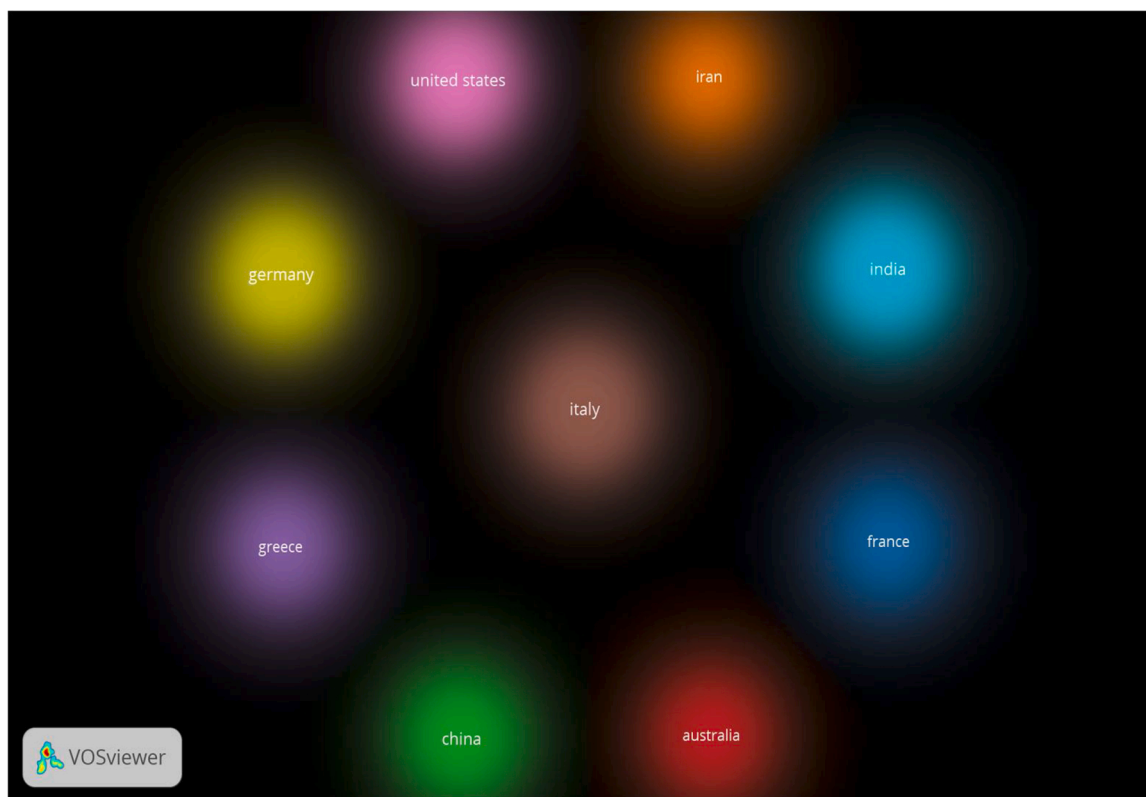 united states
iran
germany
india
italy
greece
france
china
australia
VOSviewer